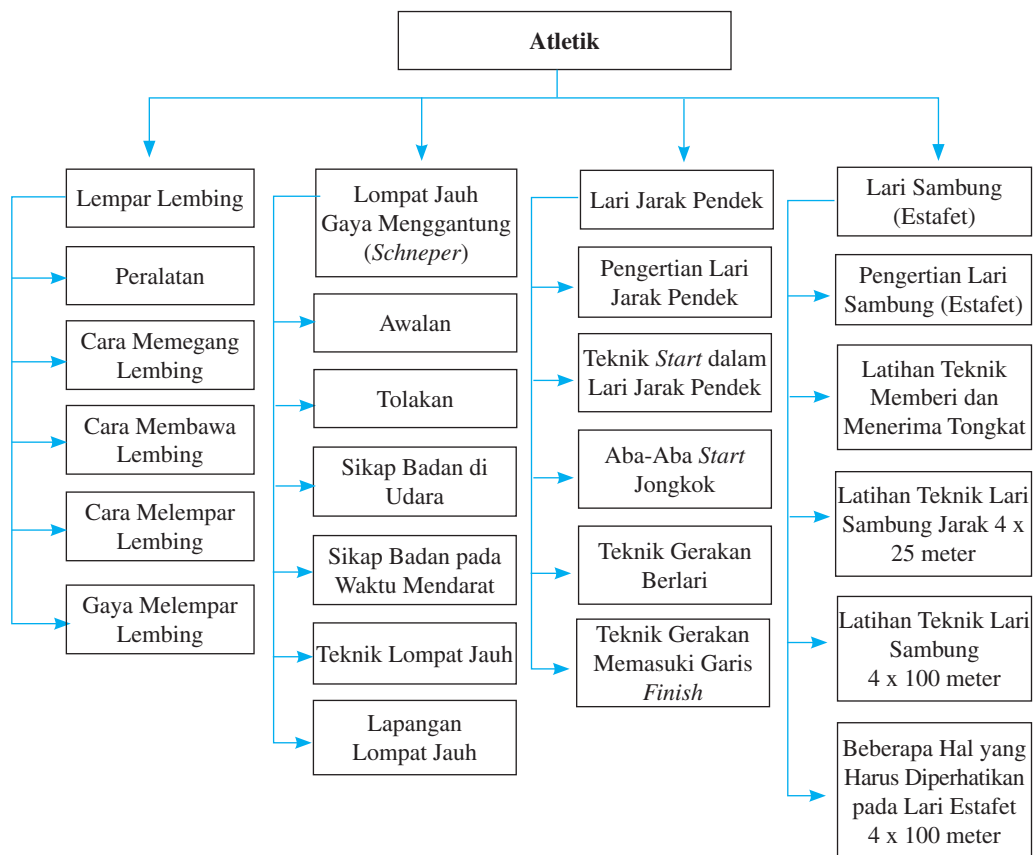 Atletik
Lempar Lembing
Peralatan
Cara Memegang
Lembing
Cara Membawa
Lembing
Cara Melempar
Lembing
Gaya Melempar
Lembing
Lompat Jauh
Gaya Menggantung
(Schneper)
Awalan
Tolakan
Sikap Badan di
Udara
Sikap Badan pada
Waktu Mendarat
Teknik Lompat Jauh
Lapangan
Lompat Jauh
Lari Jarak Pendek
Pengertian Lari
Jarak Pendek
Teknik Start dalam
Lari Jarak Pendek
Aba-Aba Start
Jongkok
Teknik Gerakan
Berlari
Teknik Gerakan
Memasuki Garis
Finish
Lari Sambung
(Estafet)
Pengertian Lari
Sambung (Estafet)
Latihan Teknik
Memberi dan
Menerima Tongkat
Latihan Teknik Lari
Sambung Jarak 4 x
25 meter
Latihan Teknik Lari
Sambung
4 x 100 meter
Beberapa Hal yang
Harus Diperhatikan
pada Lari Estafet
4 x 100 meter